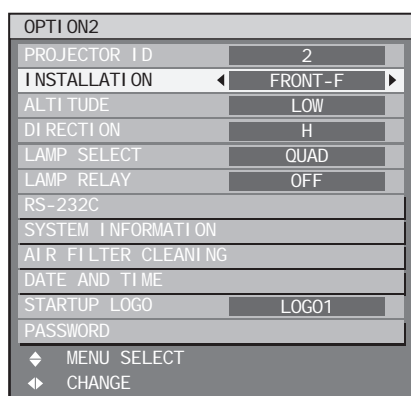 OPTION2
PROJECTOR ID 2
INSTALLATION FRONT-F
ALTITUDE LOW
DIRECTION H
LAMP SELECT QUAD
LAMP RELAY OFF
RS-232C
SYSTEM INFORMATION
AIR FILTER CLEANING
DATE AND TIME
STARTUP LOGO LOGO1
PASSWORD
MENU SELECT
CHANGE